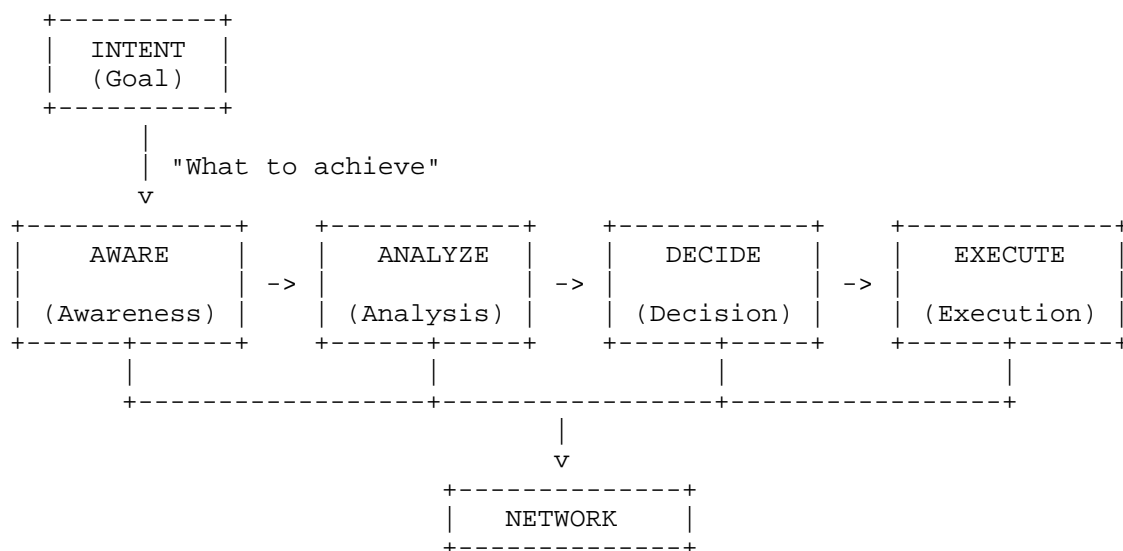 INTENT
(Goal)
"What to achieve"
AWARE ANALYZE DECIDE EXECUTE
-> -> ->
(Awareness) (Analysis) (Decision) (Execution)
NETWORK